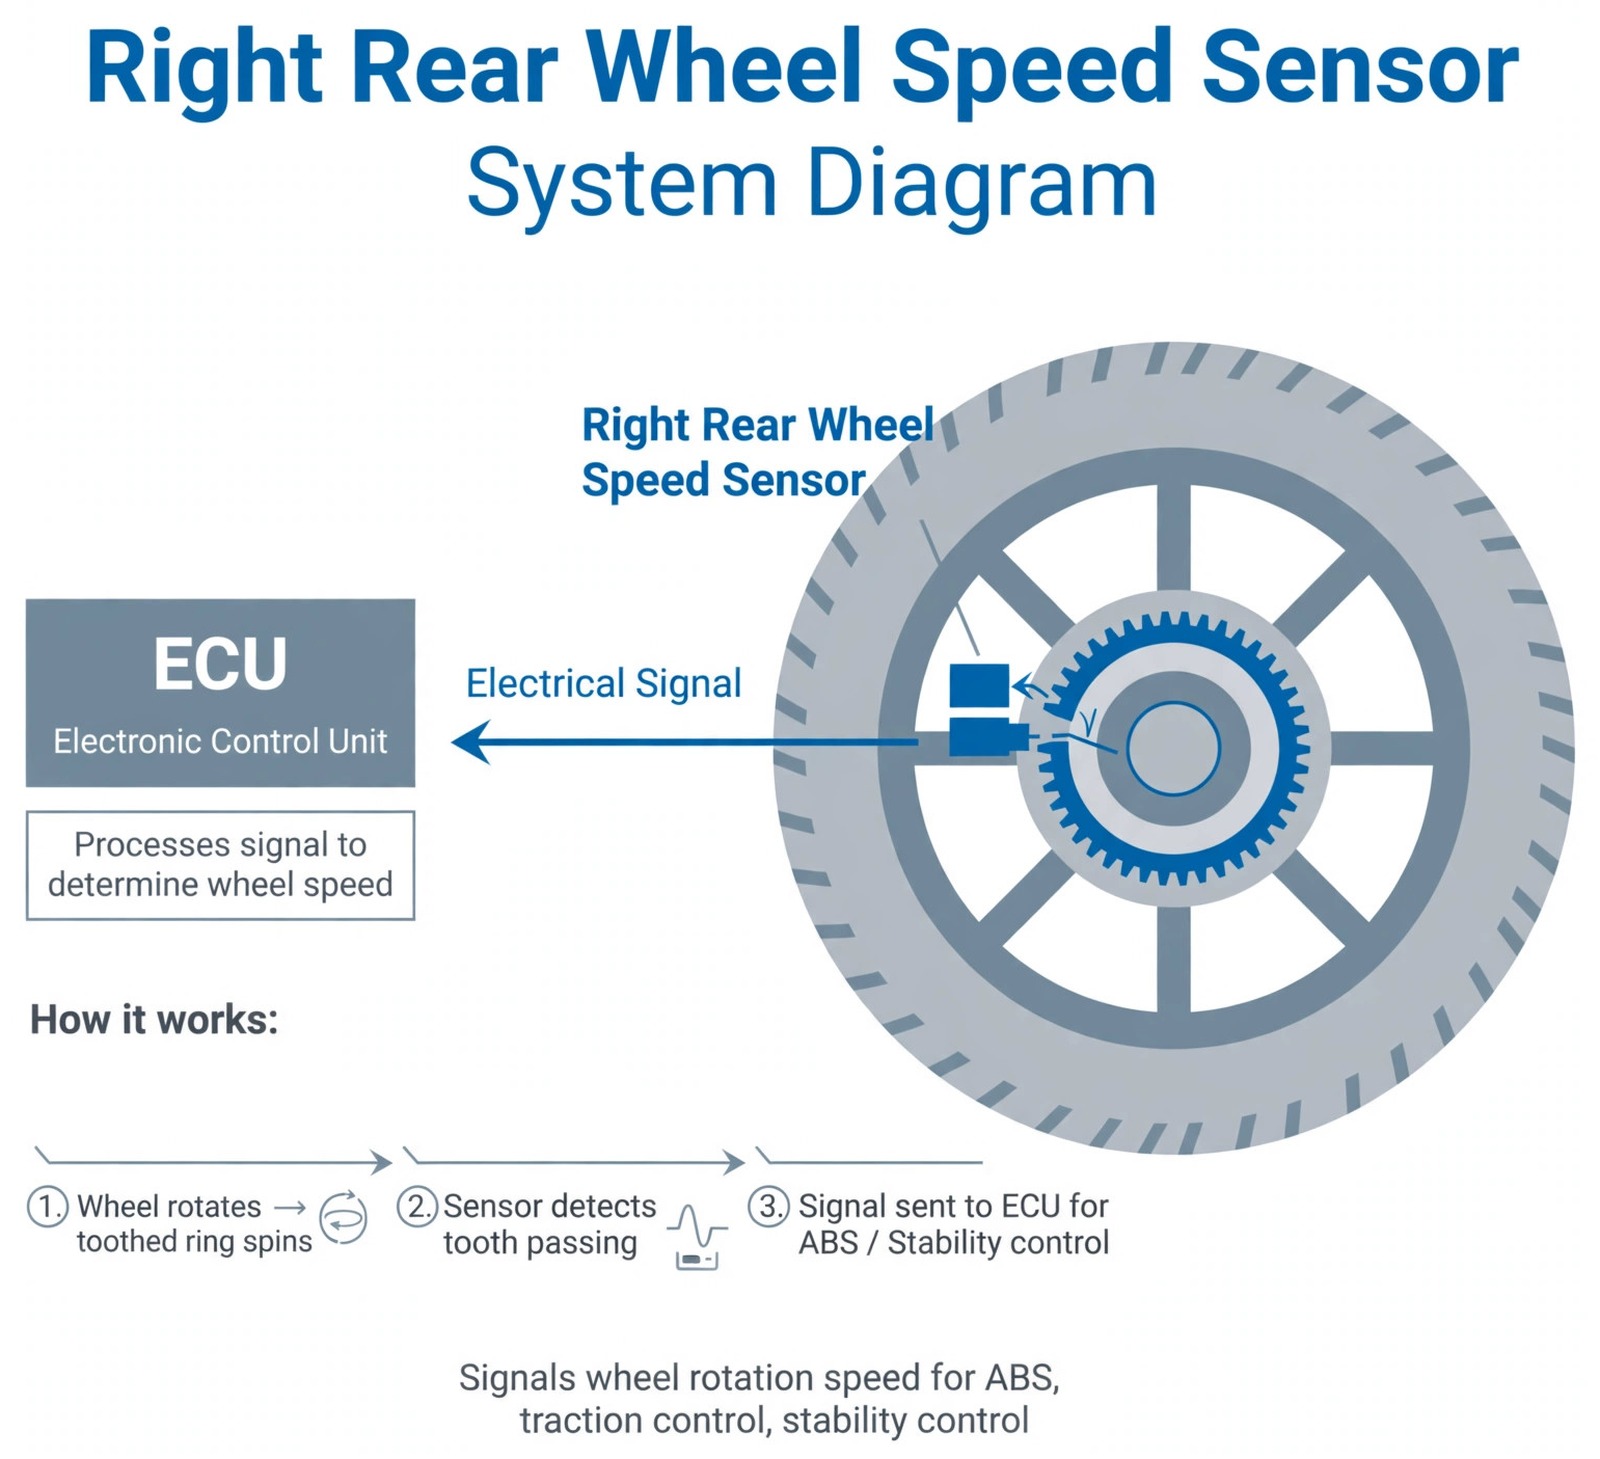 Right Rear Wheel Speed Sensor
System Diagram
Right Rear Wheel
Speed Sensor
ECU
Electronic Control Unit
Electrical Signal
Processes signal to
determine wheel speed
How it works:
1. Wheel rotates →
toothed ring spins
2. Sensor detects
tooth passing
3. Signal sent to ECU for
ABS / Stability control
Signals wheel rotation speed for ABS,
traction control, stability control